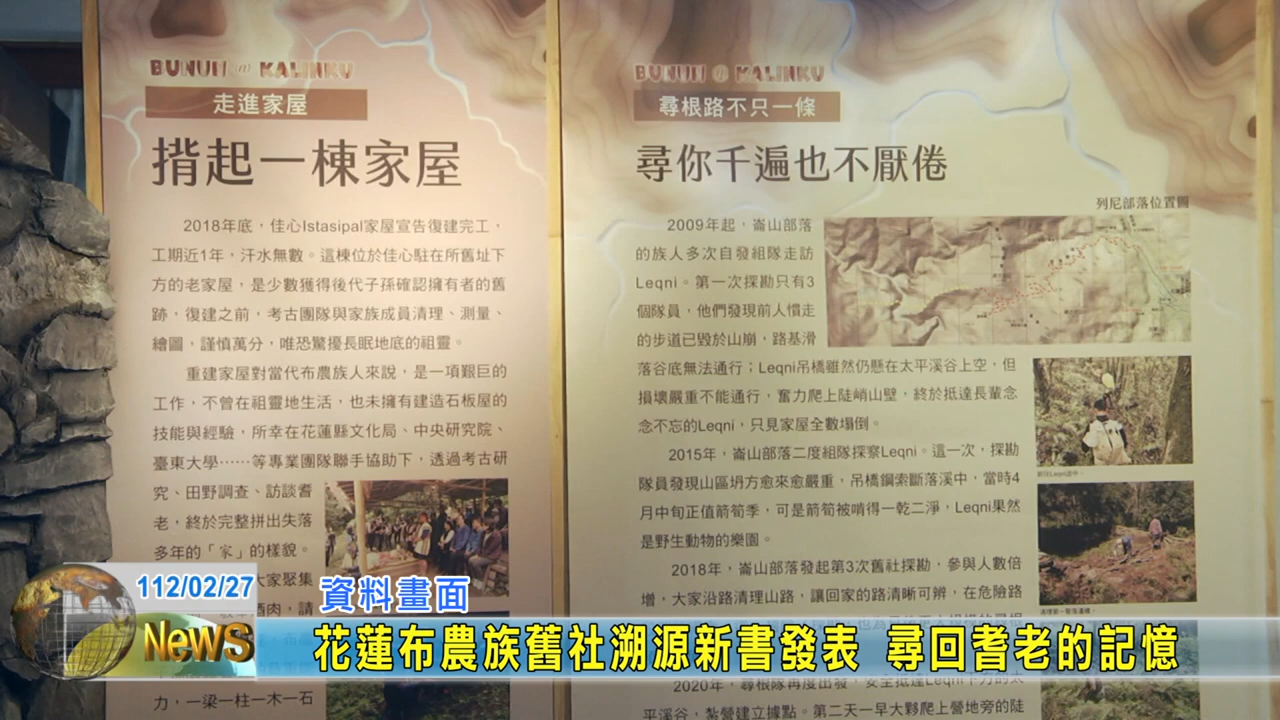 BUNUN @ KALINKU
走進家屋
揹起一棟家屋
2018年底，佳心Istasipal家屋宣告復建完工，
工期近1年，汗水無數。這棟位於佳心駐在所舊址下
方的老家屋，是少數獲得後代子孫確認擁有者的舊
跡，復建之前，考古團隊與家族成員清理、測量、
繪圖，謹慎萬分，唯恐驚擾長眠地底的祖靈。
重建家屋對當代布農族人來說，是一項艱巨的
工作，不曾在祖靈地生活，也未擁有建造石板屋的
技能與經驗，所幸在花蓮縣文化局、中央研究院、
臺東大學……等專業團隊聯手協助下，透過考古研
究、田野調查、訪談耆
老，終於完整拼出失落
多年的「家」的樣貌。
大家聚集
酒肉，請
力，一梁一柱一木一石
BUNUN @ KALINKU
尋根路不只一條
尋你千遍也不厭倦
列尼部落位置圖
2009年起，崙山部落
的族人多次自發組隊走訪
Leqni。第一次探勘只有3
個隊員，他們發現前人慣走
的步道已毀於山崩，路基滑
落谷底無法通行；Leqni吊橋雖然仍懸在太平溪谷上空，但
損壞嚴重不能通行，奮力爬上陡峭山壁，終於抵達長輩念
念不忘的Leqni，只見家屋全數塌倒。
2015年，崙山部落二度組隊探察Leqni。這一次，探勘
隊員發現山區坍方愈來愈嚴重，吊橋鋼索斷落溪中，當時4
月中旬正值箭筍季，可是箭筍被啃得一乾二淨，Leqni果然
是野生動物的樂園。
2018年，崙山部落發起第3次舊社探勘，參與人數倍
增，大家沿路清理山路，讓回家的路清晰可辨，在危險路
2020年，尋根隊再度出發，安全抵達Leqni下方的太
平溪谷，紮營建立據點。第二天一早大夥爬上營地旁的陡
112/02/27
資料畫面
News
花蓮布農族舊社溯源新書發表 尋回耆老的記憶